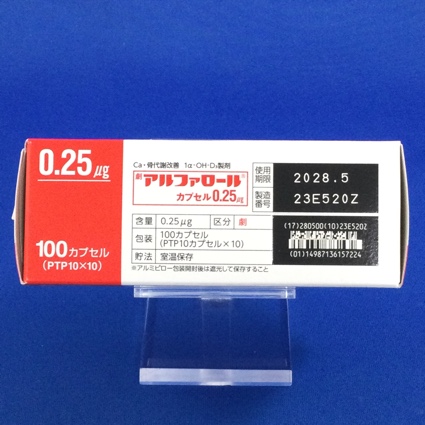 0.25μg
100カプセル
(PTP10×10)
Ca・骨代謝改善 1α-OH-D₃製剤
劇 アルファロール®
カプセル0.25μg
含量 0.25μg 区分 劇
包装 100カプセル
(PTP10カプセル×10)
貯法 室温保存
※アルミピロー包装開封後は遮光して保存すること
使用期限 2028.5
製造番号 23E520Z
(17)280500(10)23E520Z
(01)14987136157224